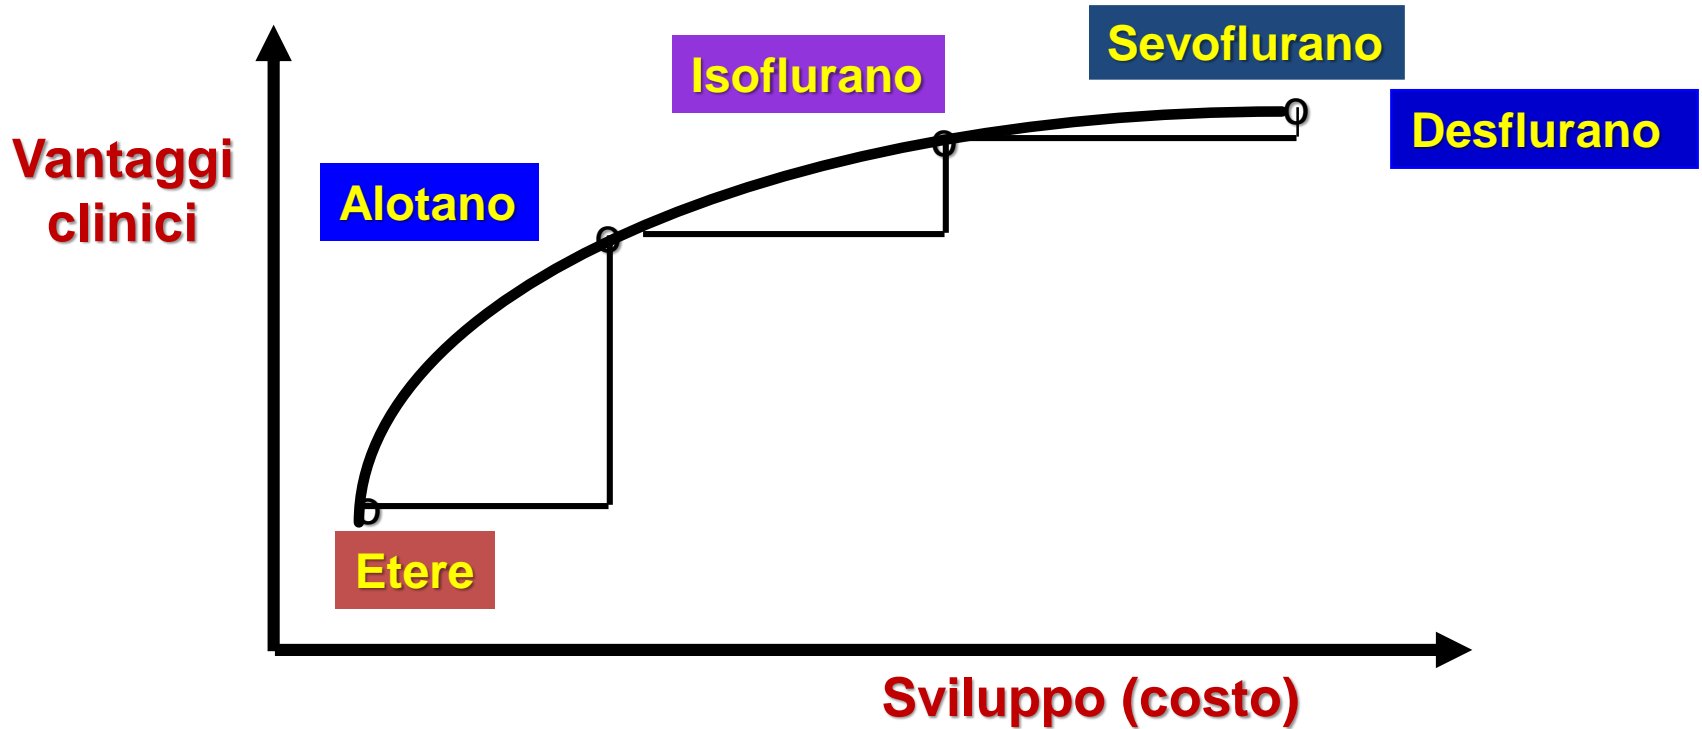 Sevoflurano
Isoflurano
Desflurano
Vantaggi
clinici
Alotano
Etere
Sviluppo (costo)